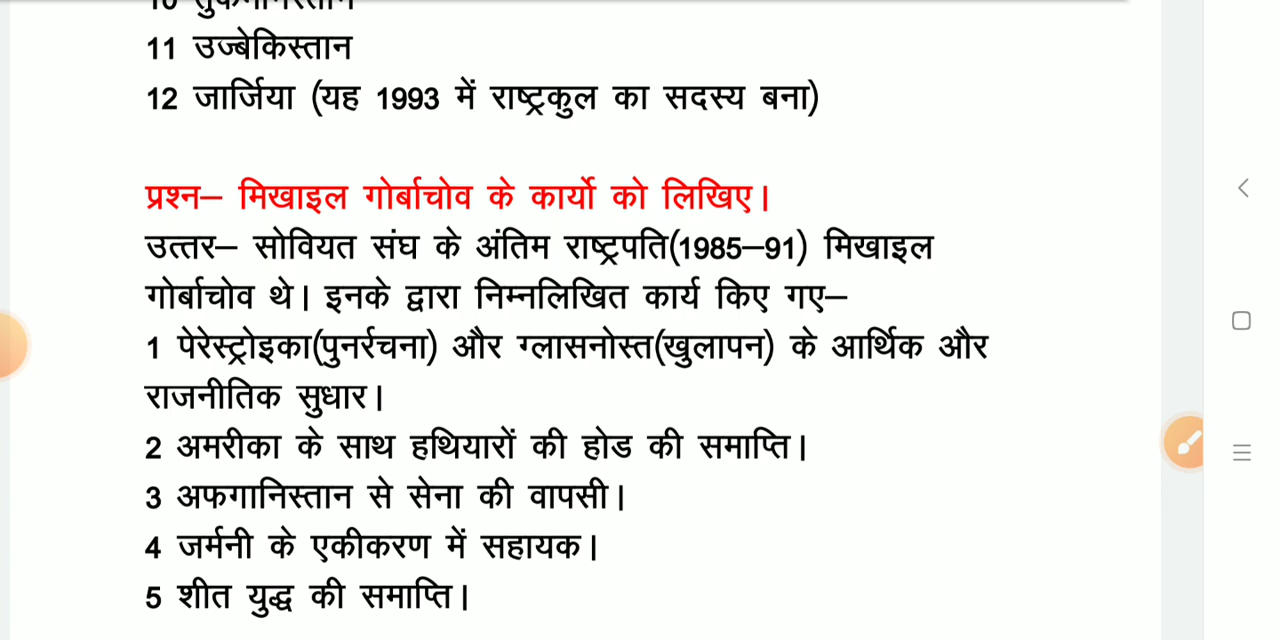 10 तुर्कमानिस्तान
11 उज्बेकिस्तान
12 जार्जिया (यह 1993 में राष्ट्रकुल का सदस्य बना)
प्रश्न– मिखाइल गोर्बाचोव के कार्यो को लिखिए।
उत्तर– सोवियत संघ के अंतिम राष्ट्रपति(1985–91) मिखाइल
गोर्बाचोव थे। इनके द्वारा निम्नलिखित कार्य किए गए–
1 पेरेस्ट्रोइका(पुनर्रचना) और ग्लासनोस्त(खुलापन) के आर्थिक और
राजनीतिक सुधार।
2 अमरीका के साथ हथियारों की होड की समाप्ति।
3 अफगानिस्तान से सेना की वापसी।
4 जर्मनी के एकीकरण में सहायक।
5 शीत युद्ध की समाप्ति।